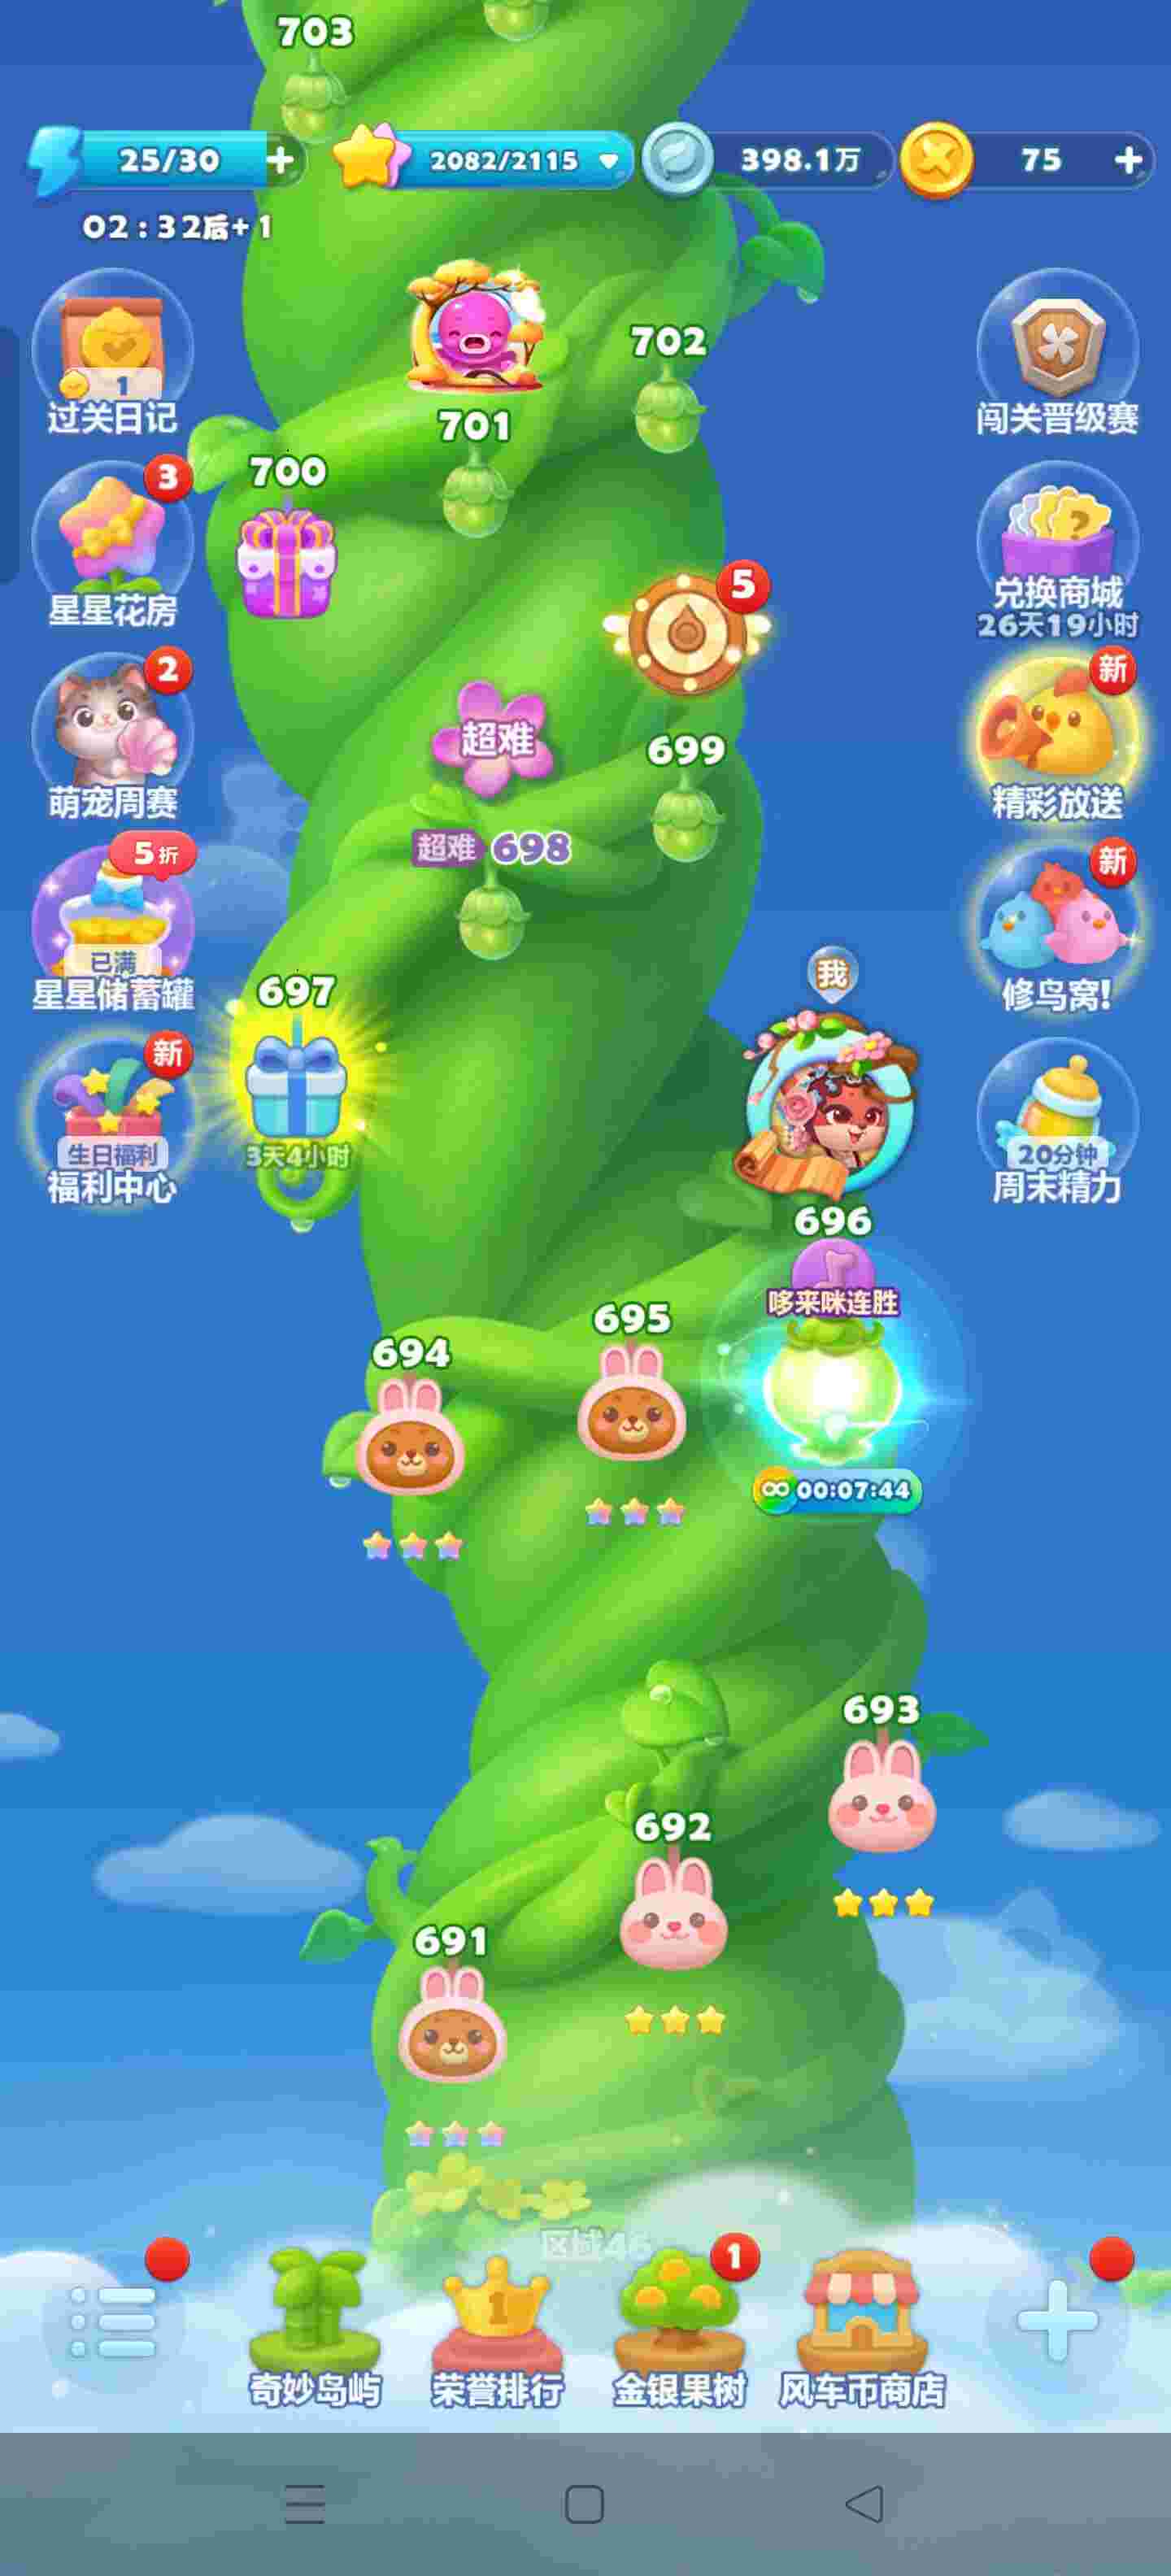 703
25/30
2082/2115
398.1万
75
02:32后+1
1
过关日记
702
闯关晋级赛
701
700
3
星星花房
?
兑换商城
26天19小时
5
2
萌宠周赛
新
精彩放送
超难
699
超难 698
5折
已满
星星储蓄罐
新
修鸟窝!
697
3天4小时
我
新
生日福利
福利中心
20分钟
周末精力
696
哆来咪连胜
695
694
00:07:44
693
692
691
区域46
1
1
奇妙岛屿
荣誉排行
金银果树
风车币商店